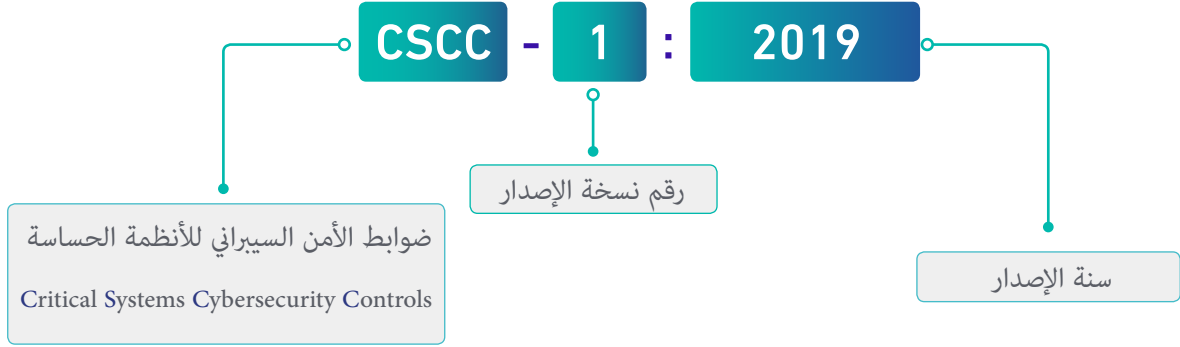 CSCC - 1 : 2019
رقم نسخة الإصدار
ضوابط الأمن السيبراني للأنظمة الحساسة
Critical Systems Cybersecurity Controls
سنة الإصدار